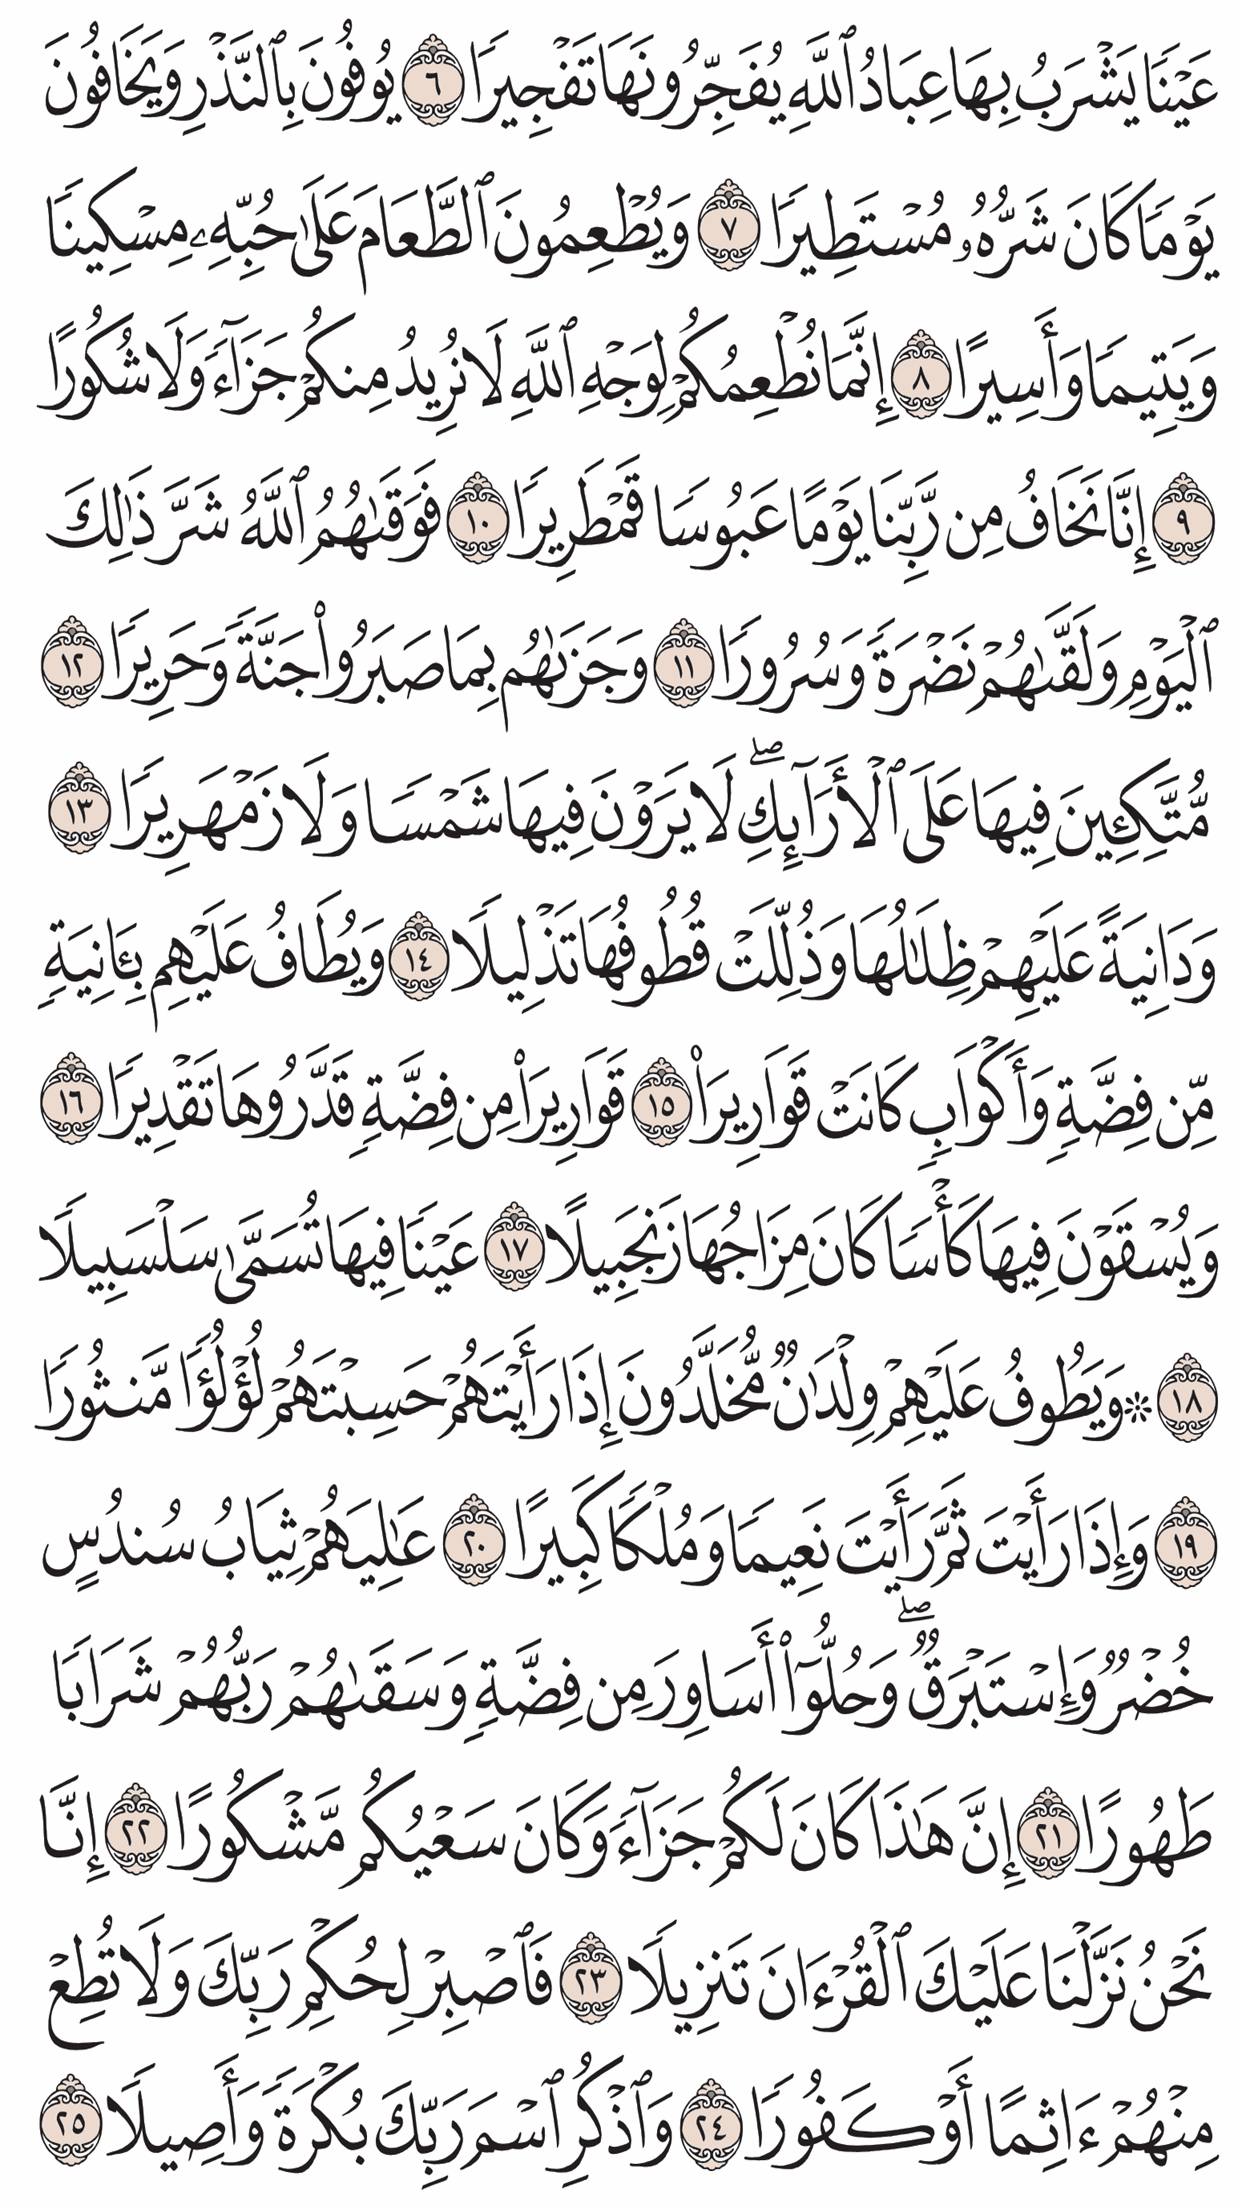 عَيۡنٗا يَشۡرَبُ بِهَا عِبَادُ ٱللَّهِ يُفَجِّرُونَهَا تَفۡجِيرٗا ٦ يُوفُونَ بِٱلنَّذۡرِ وَيَخَافُونَ
يَوۡمٗا كَانَ شَرُّهُۥ مُسۡتَطِيرٗا ٧ وَيُطۡعِمُونَ ٱلطَّعَامَ عَلَىٰ حُبِّهِۦ مِسۡكِينٗا
وَيَتِيمٗا وَأَسِيرًا ٨ إِنَّمَا نُطۡعِمُكُمۡ لِوَجۡهِ ٱللَّهِ لَا نُرِيدُ مِنكُمۡ جَزَآءٗ وَلَا شُكُورًا
٩ إِنَّا نَخَافُ مِن رَّبِّنَا يَوۡمًا عَبُوسٗا قَمۡطَرِيرٗا ١٠ فَوَقَىٰهُمُ ٱللَّهُ شَرَّ ذَٰلِكَ
ٱلۡيَوۡمِ وَلَقَّىٰهُمۡ نَضۡرَةٗ وَسُرُورٗا ١١ وَجَزَىٰهُم بِمَا صَبَرُواْ جَنَّةٗ وَحَرِيرٗا ١٢
مُّتَّكِـِٔينَ فِيهَا عَلَى ٱلۡأَرَآئِكِۖ لَا يَرَوۡنَ فِيهَا شَمۡسٗا وَلَا زَمۡهَرِيرٗا ١٣
وَدَانِيَةً عَلَيۡهِمۡ ظِلَٰلُهَا وَذُلِّلَتۡ قُطُوفُهَا تَذۡلِيلٗا ١٤ وَيُطَافُ عَلَيۡهِم بِـَٔانِيَةٖ
مِّن فِضَّةٖ وَأَكۡوَابٖ كَانَتۡ قَوَارِيرَا۠ ١٥ قَوَارِيرَاْ مِن فِضَّةٖ قَدَّرُوهَا تَقۡدِيرٗا ١٦
وَيُسۡقَوۡنَ فِيهَا كَأۡسٗا كَانَ مِزَاجُهَا زَنجَبِيلًا ١٧ عَيۡنٗا فِيهَا تُسَمَّىٰ سَلۡسَبِيلٗا
١٨ ۞ وَيَطُوفُ عَلَيۡهِمۡ وِلۡدَٰنٞ مُّخَلَّدُونَ إِذَا رَأَيۡتَهُمۡ حَسِبۡتَهُمۡ لُؤۡلُؤٗا مَّنثُورٗا
١٩ وَإِذَا رَأَيۡتَ ثَمَّ رَأَيۡتَ نَعِيمٗا وَمُلۡكٗا كَبِيرًا ٢٠ عَٰلِيَهُمۡ ثِيَابُ سُندُسٍ
خُضۡرٞ وَإِسۡتَبۡرَقٞۖ وَحُلُّوٓاْ أَسَاوِرَ مِن فِضَّةٖ وَسَقَىٰهُمۡ رَبُّهُمۡ شَرَابٗا
طَهُورًا ٢١ إِنَّ هَٰذَا كَانَ لَكُمۡ جَزَآءٗ وَكَانَ سَعۡيُكُم مَّشۡكُورًا ٢٢ إِنَّا
نَحۡنُ نَزَّلۡنَا عَلَيۡكَ ٱلۡقُرۡءَانَ تَنزِيلٗا ٢٣ فَٱصۡبِرۡ لِحُكۡمِ رَبِّكَ وَلَا تُطِعۡ
مِنۡهُمۡ ءَاثِمًا أَوۡ كَفُورٗا ٢٤ وَٱذۡكُرِ ٱسۡمَ رَبِّكَ بُكۡرَةٗ وَأَصِيلٗا ٢٥